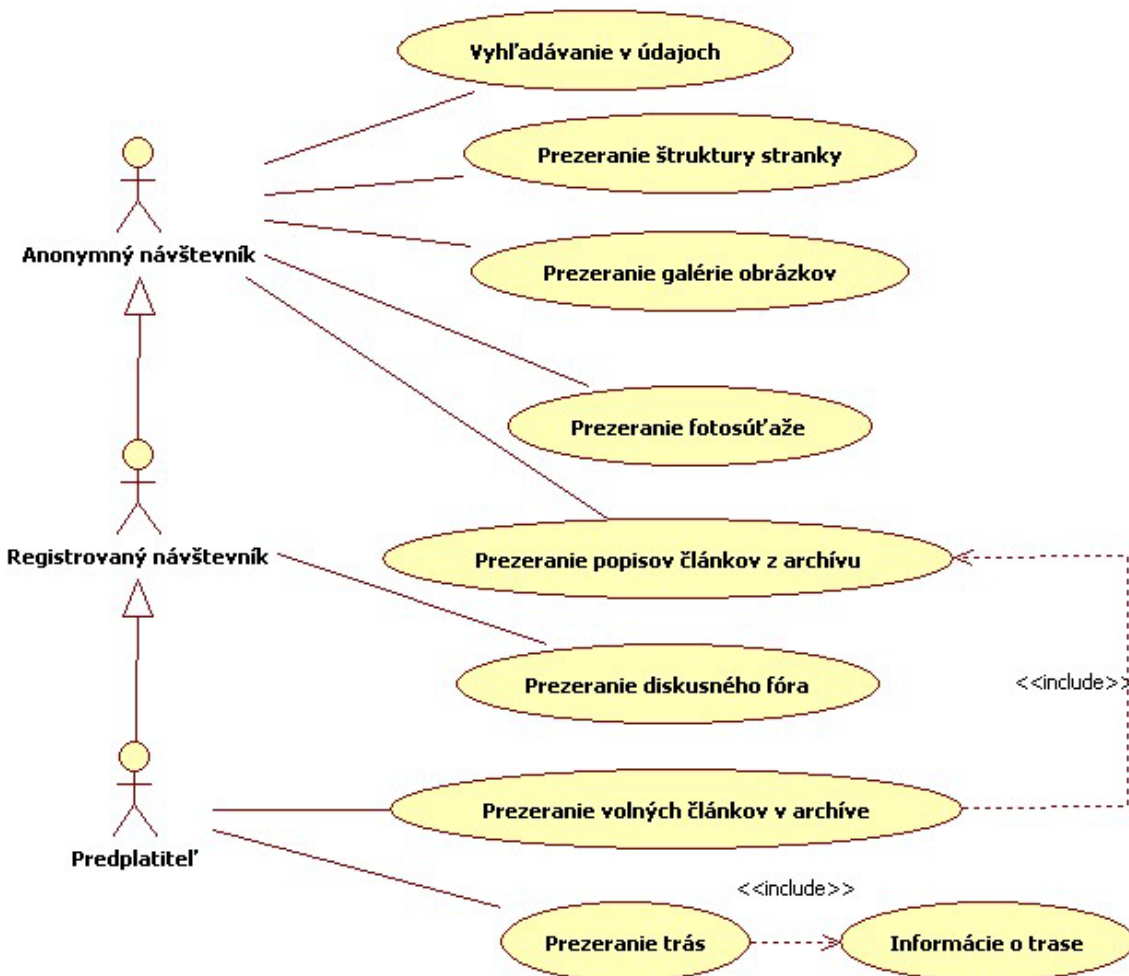 Vyhľadávanie v údajoch
Prezeranie štruktury stranky
Anonymný návštevník
Prezeranie galérie obrázkov
Prezeranie fotosúťaže
Registrovaný návštevník
Prezeranie popisov článkov z archívu
Prezeranie diskusného fóra
<<include>>
Prezeranie volných článkov v archíve
Predplatiteľ
<<include>>
Prezeranie trás
Informácie o trase